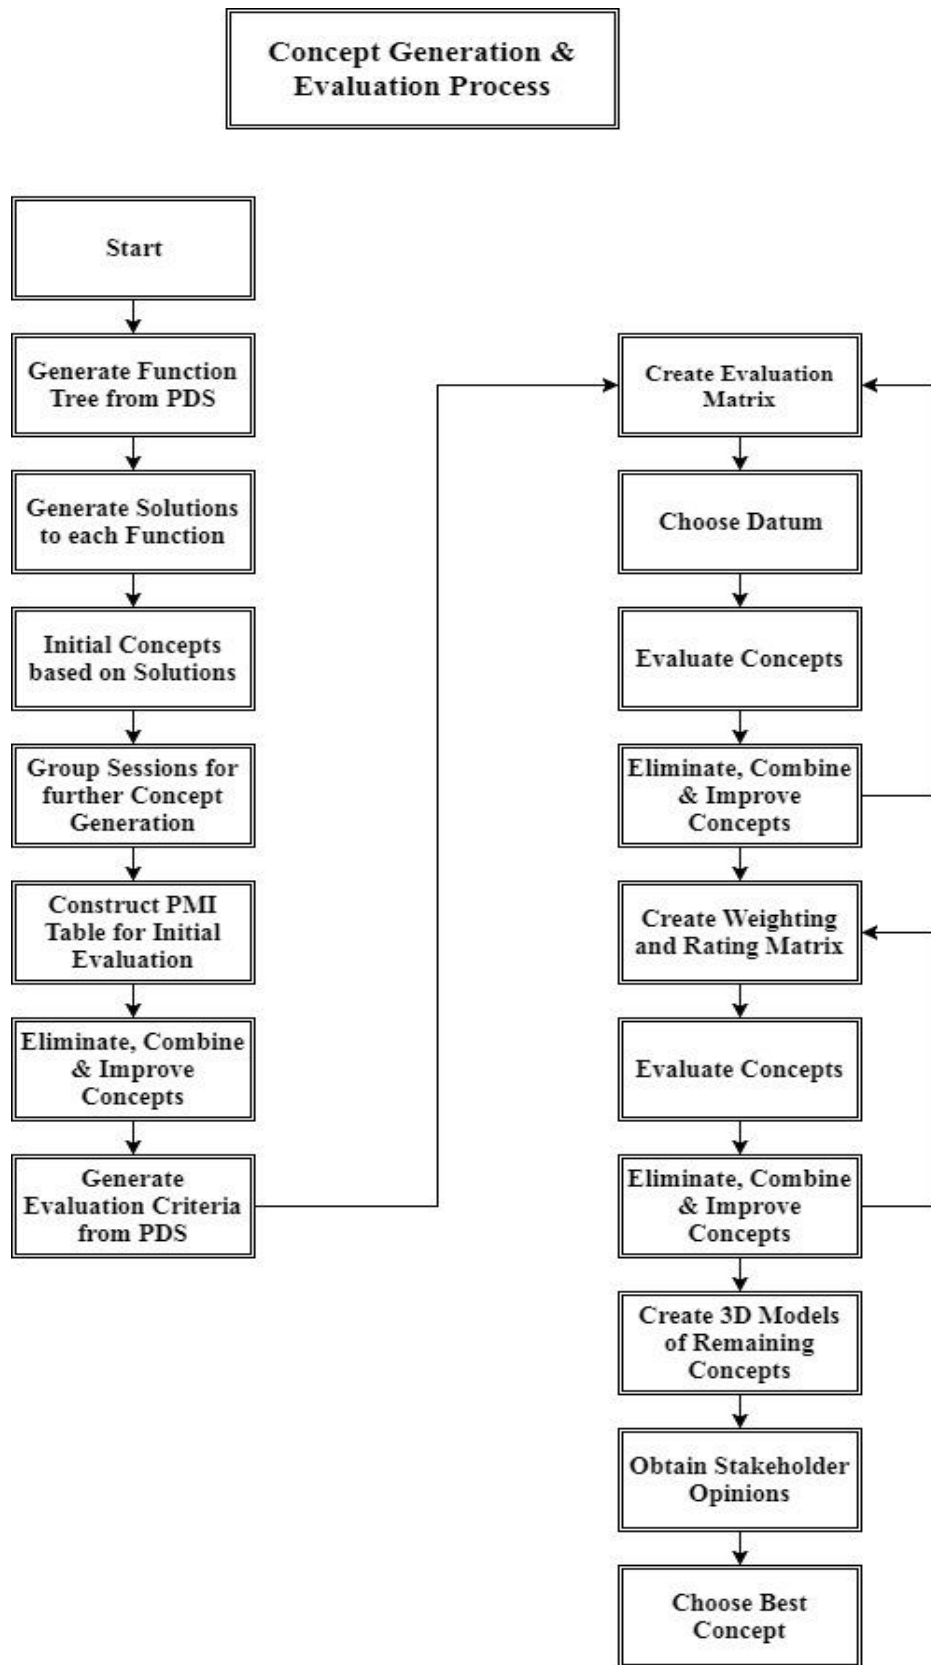 Concept Generation &
Evaluation Process
Start
Generate Function
Tree from PDS
Generate Solutions
to each Function
Initial Concepts
based on Solutions
Group Sessions for
further Concept
Generation
Construct PMI
Table for Initial
Evaluation
Eliminate, Combine
& Improve
Concepts
Generate
Evaluation Criteria
from PDS
Create Evaluation
Matrix
Choose Datum
Evaluate Concepts
Eliminate, Combine
& Improve
Concepts
Create Weighting
and Rating Matrix
Evaluate Concepts
Eliminate, Combine
& Improve
Concepts
Create 3D Models
of Remaining
Concepts
Obtain Stakeholder
Opinions
Choose Best
Concept